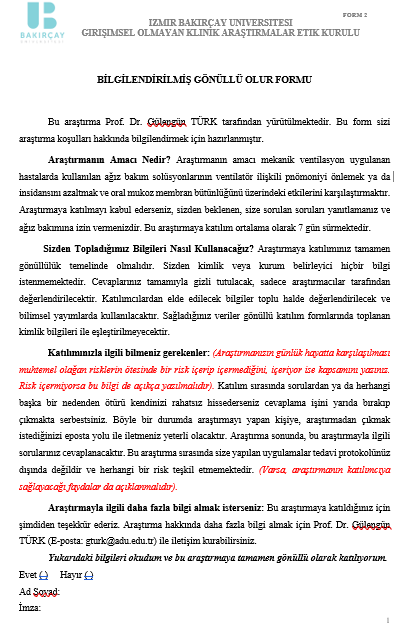 FORM 2
BAKIRÇAY
ÜNİVERSİTESİ
IZMIR BAKIRÇAY UNIVERSITESI
GIRIŞIMSEL OLMAYAN KLINIK ARAŞTIRMALAR ETIK KURULU
BİLGİLENDİRİLMİŞ GÖNÜLLÜ OLUR FORMU
Bu araştırma Prof. Dr. Gülengün TÜRK tarafından yürütülmektedir. Bu form sizi
araştırma koşulları hakkında bilgilendirmek için hazırlanmıştır.
Araştırmanın Amacı Nedir? Araştırmanın amacı mekanik ventilasyon uygulanan
hastalarda kullanılan ağız bakım solüsyonlarının ventilatör ilişkili pnömoniyi önlemek ya da
insidansını azaltmak ve oral mukoz membran bütünlüğünü üzerindeki etkilerini karşılaştırmaktır.
Araştırmaya katılmayı kabul ederseniz, sizden beklenen, size sorulan soruları yanıtlamanız ve
ağız bakımına izin vermenizdir. Bu araştırmaya katılım ortalama olarak 7 gün sürmektedir.
Sizden Topladığımız Bilgileri Nasıl Kullanacağız? Araştırmaya katılımınız tamamen
gönüllülük temelinde olmalıdır. Sizden kimlik veya kurum belirleyici hiçbir bilgi
istenmemektedir. Cevaplarınız tamamıyla gizli tutulacak, sadece araştırmacılar tarafından
değerlendirilecektir. Katılımcılardan elde edilecek bilgiler toplu halde değerlendirilecek ve
bilimsel yayımlarda kullanılacaktır. Sağladığınız veriler gönüllü katılım formlarında toplanan
kimlik bilgileri ile eşleştirilmeyecektir.
Katılımınızla ilgili bilmeniz gerekenler: (Araştırmanızın günlük hayatta karşılaşılması
muhtemel olağan risklerin ötesinde bir risk içerip içermediğini, içeriyor ise kapsamını yazınız.
Risk içermiyorsa bu bilgi de açıkça yazılmalıdır). Katılım sırasında sorulardan ya da herhangi
başka bir nedenden ötürü kendinizi rahatsız hissederseniz cevaplama işini yarıda bırakıp
çıkmakta serbestsiniz. Böyle bir durumda araştırmayı yapan kişiye, araştırmadan çıkmak
istediğinizi eposta yolu ile iletmeniz yeterli olacaktır. Araştırma sonunda, bu araştırmayla ilgili
sorularınız cevaplanacaktır. Bu araştırma sırasında size yapılan uygulamalar tedavi protokolünüz
dışında değildir ve herhangi bir risk teşkil etmemektedir. (Varsa, araştırmanın katılımcıya
sağlayacağı faydalar da açıklanmalıdır).
Araştırmayla ilgili daha fazla bilgi almak isterseniz: Bu araştırmaya katıldığınız için
şimdiden teşekkür ederiz. Araştırma hakkında daha fazla bilgi almak için Prof. Dr. Gülengün
TÜRK (E-posta: gturk@adu.edu.tr) ile iletişim kurabilirsiniz.
Yukarıdaki bilgileri okudum ve bu araştırmaya tamamen gönüllü olarak katılıyorum.
Evet (.) Hayır (.)
Ad Soyad:
İmza:
1